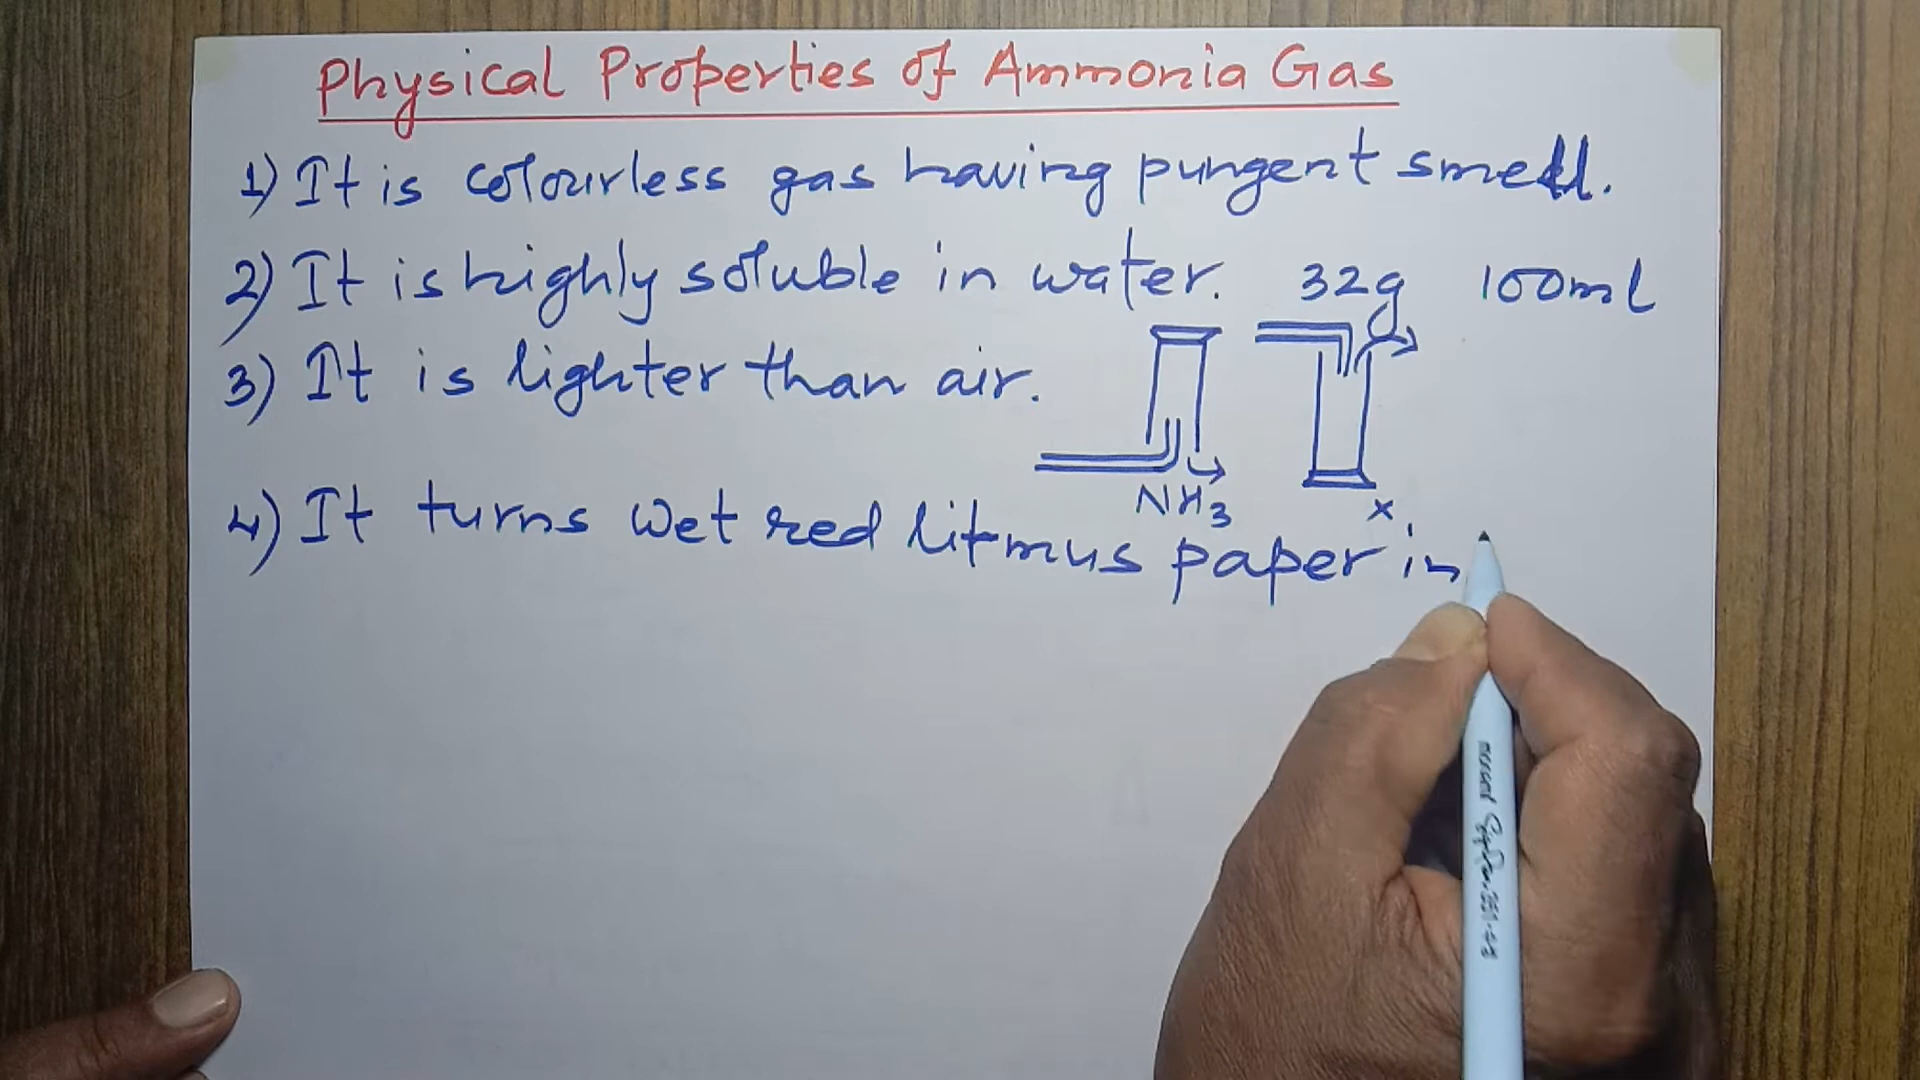 Physical Properties of Ammonia Gas
1) It is colourless gas having pungent smell.
2) It is highly soluble in water. 32g 100ml
3) It is lighter than air.
NH3 x
4) It turns wet red litmus paper in